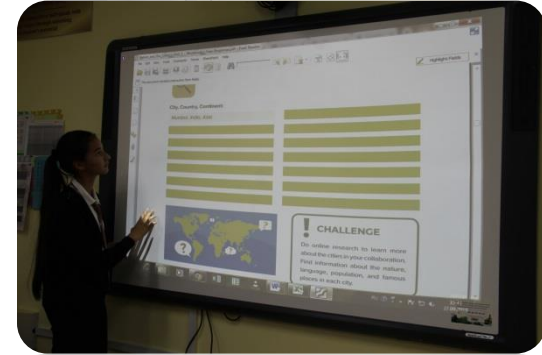 Highlight Fields
City, Country, Continent:
Mumbai, India, Asia
?
?
?
! CHALLENGE
Do online research to learn more
about the cities in your collaboration.
Find information about the nature,
language, population, and famous
places in each city.